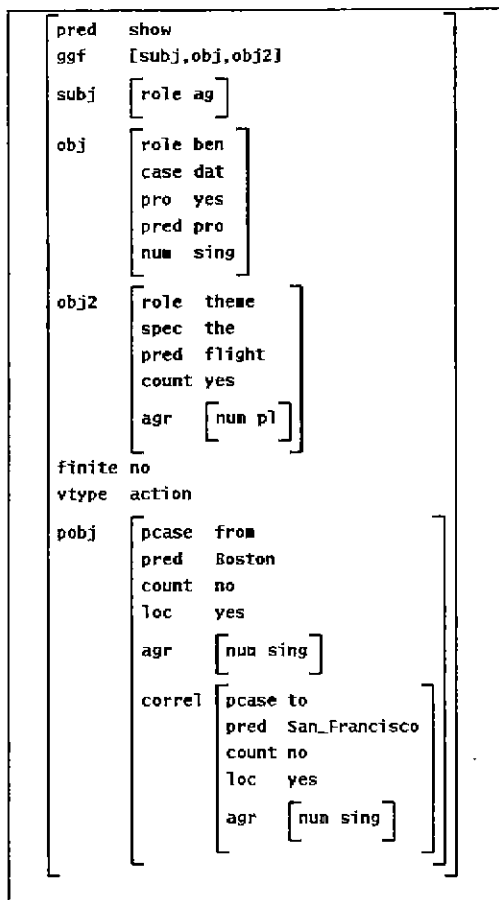 pred show
ggf [subj,obj,obj2]
subj [role ag]
obj role ben
case dat
pro yes
pred pro
num sing
obj2 role theme
spec the
pred flight
count yes
agr [num pl]
finite no
vtype action
pobj pcase from
pred Boston
count no
loc yes
agr [num sing]
correl pcase to
pred San_Francisco
count no
loc yes
agr [num sing]